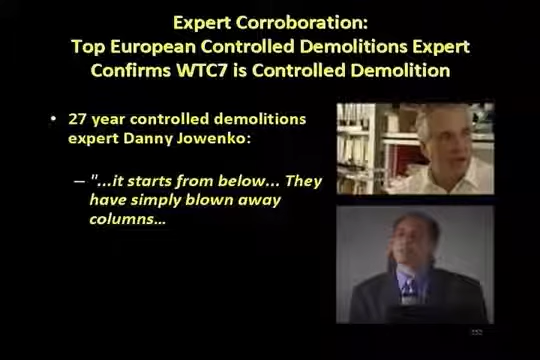 Expert Corroboration:
Top European Controlled Demolitions Expert
Confirms WTC7 is Controlled Demolition
• 27 year controlled demolitions
expert Danny Jowenko:
– "...it starts from below... They
have simply blown away
columns…